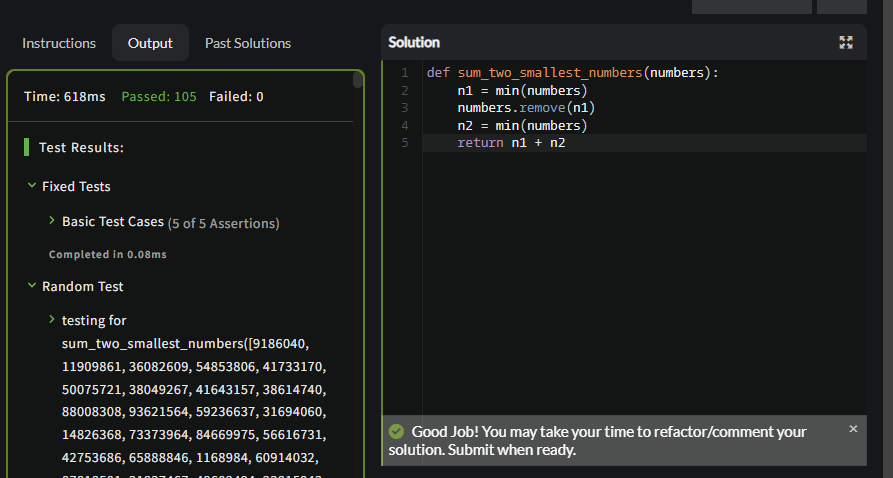 Instructions Output Past Solutions
Time: 618ms Passed: 105 Failed: 0
Test Results:
Fixed Tests
Basic Test Cases (5 of 5 Assertions)
Completed in 0.08ms
Random Test
testing for
sum_two_smallest_numbers([9186040,
11909861, 36082609, 54853806, 41733170,
50075721, 38049267, 41643157, 38614740,
88008308, 93621564, 59236637, 31694060,
14826368, 73373964, 84669975, 56616731,
42753686, 65888846, 1168984, 60914032,
Solution
1 def sum_two_smallest_numbers(numbers):
2     n1 = min(numbers)
3     numbers.remove(n1)
4     n2 = min(numbers)
5     return n1 + n2
Good Job! You may take your time to refactor/comment your
solution. Submit when ready.